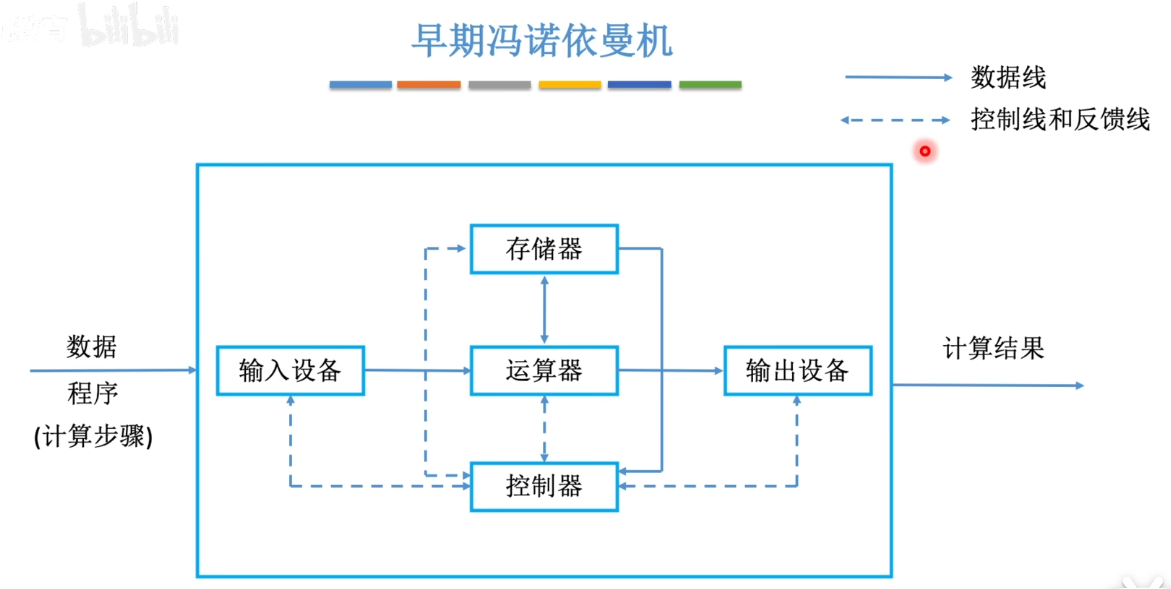 bilibili
早期冯诺依曼机
数据线
控制线和反馈线
存储器
数据
输入设备
运算器
输出设备
计算结果
程序
(计算步骤)
控制器